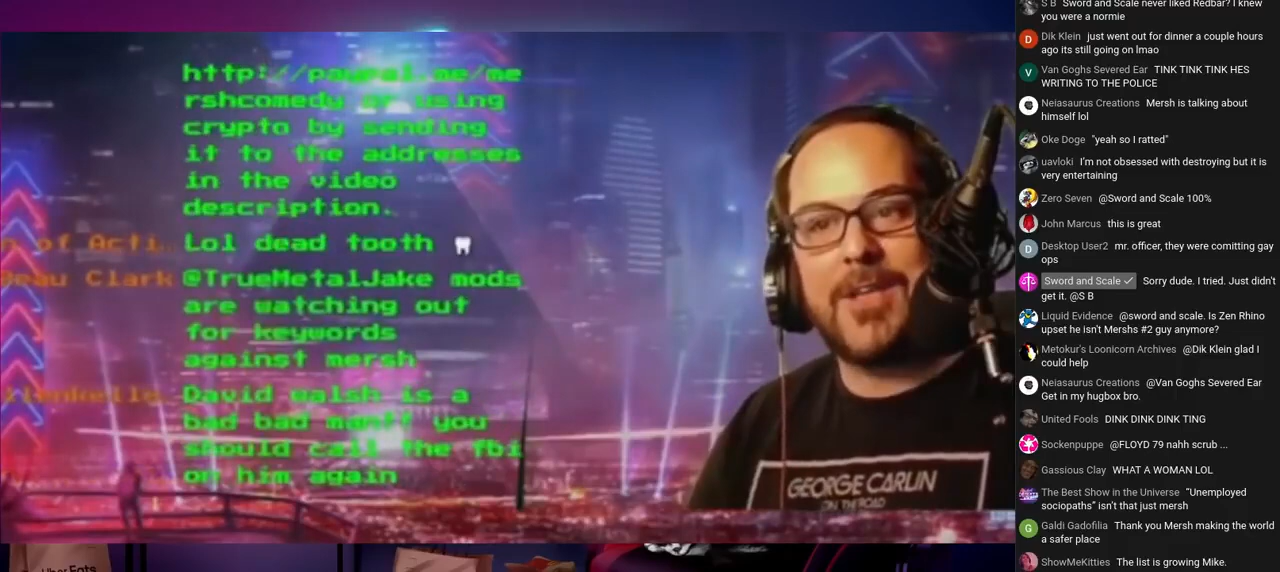 http://paypal.me/me
rshcomedy or using
crypto by sending
it to the addresses
in the video
description.
n of Acti... Lol dead tooth
Beau Clark @TrueMetalJake mods
are watching out
for keywords
against mersh
David walsh is a
bad bad man!! you
should call the fbi
on him again
GEORGE CARLIN
ON THE ROAD
Uber Eats
S B Sword and Scale never liked Redbar? I knew
you were a normie
D Dik Klein just went out for dinner a couple hours
ago its still going on lmao
V Van Goghs Severed Ear TINK TINK TINK HES
WRITING TO THE POLICE
Neiasaurus Creations Mersh is talking about
himself lol
Oke Doge "yeah so I ratted"
uavloki I'm not obsessed with destroying but it is
very entertaining
Zero Seven @Sword and Scale 100%
John Marcus this is great
D Desktop User2 mr. officer, they were comitting gay
ops
Sword and Scale ✓ Sorry dude. I tried. Just didn't
get it. @S B
Liquid Evidence @sword and scale. Is Zen Rhino
upset he isn't Mershs #2 guy anymore?
Metokur's Loonicorn Archives @Dik Klein glad I
could help
Neiasaurus Creations @Van Goghs Severed Ear
Get in my hugbox bro.
United Fools DINK DINK DINK TING
Sockenpuppe @FLOYD 79 nahh scrub ...
Gassious Clay WHAT A WOMAN LOL
The Best Show in the Universe "Unemployed
sociopaths" isn't that just mersh
G Galdi Gadofilia Thank you Mersh making the world
a safer place
ShowMeKitties The list is growing Mike.